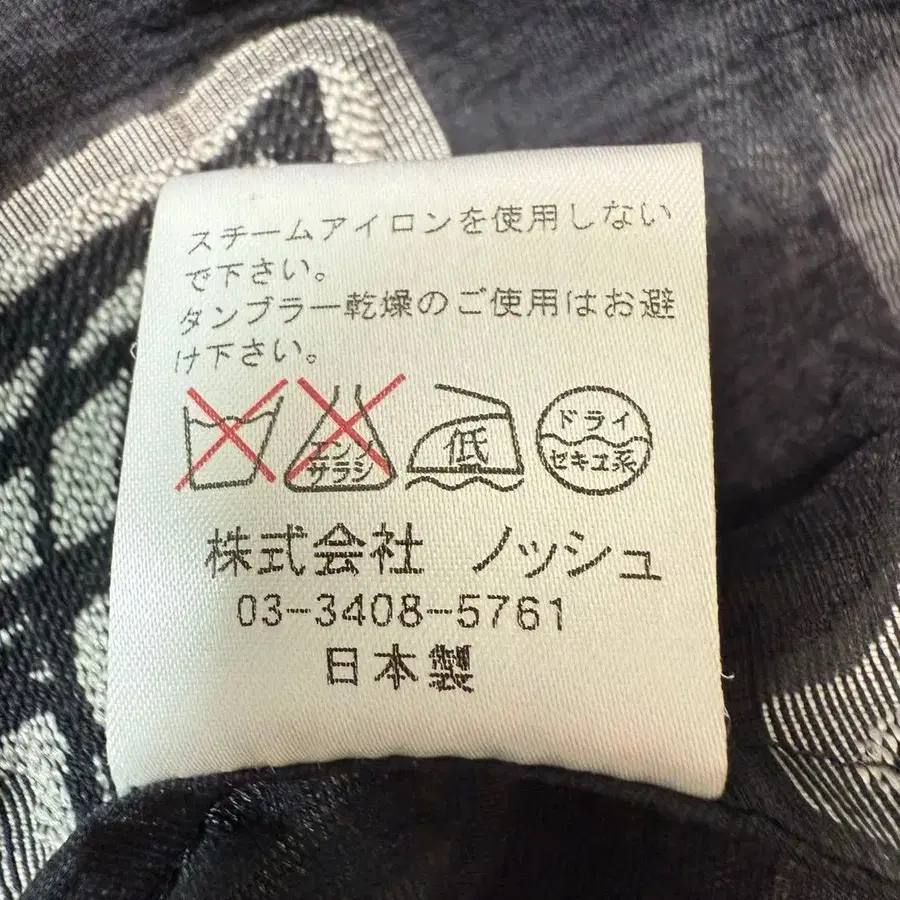 スチームアイロンを使用しない
で下さい。
タンブラー乾燥のご使用はお避
け下さい。
エンソ
サラシ
低
ドライ
セキユ系
株式会社 ノッシュ
03-3408-5761
日本製